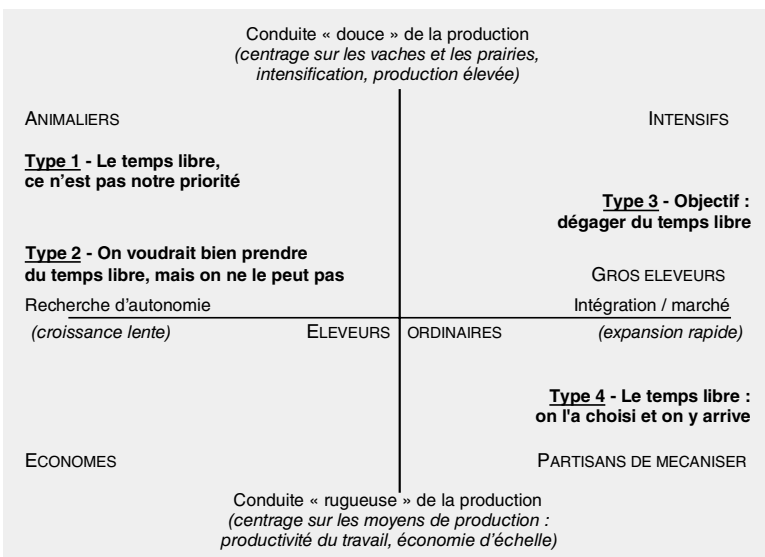 Conduite « douce » de la production
(centrage sur les vaches et les prairies,
intensification, production élevée)
ANIMALIERS
INTENSIFS
Type 1 - Le temps libre,
ce n'est pas notre priorité
Type 3 - Objectif :
dégager du temps libre
Type 2 - On voudrait bien prendre
du temps libre, mais on ne le peut pas
GROS ELEVEURS
Recherche d'autonomie
Intégration / marché
(croissance lente)
ELEVEURS ORDINAIRES
(expansion rapide)
Type 4 - Le temps libre :
on l'a choisi et on y arrive
ECONOMES
PARTISANS DE MECANISER
Conduite « rugueuse » de la production
(centrage sur les moyens de production :
productivité du travail, économie d'échelle)